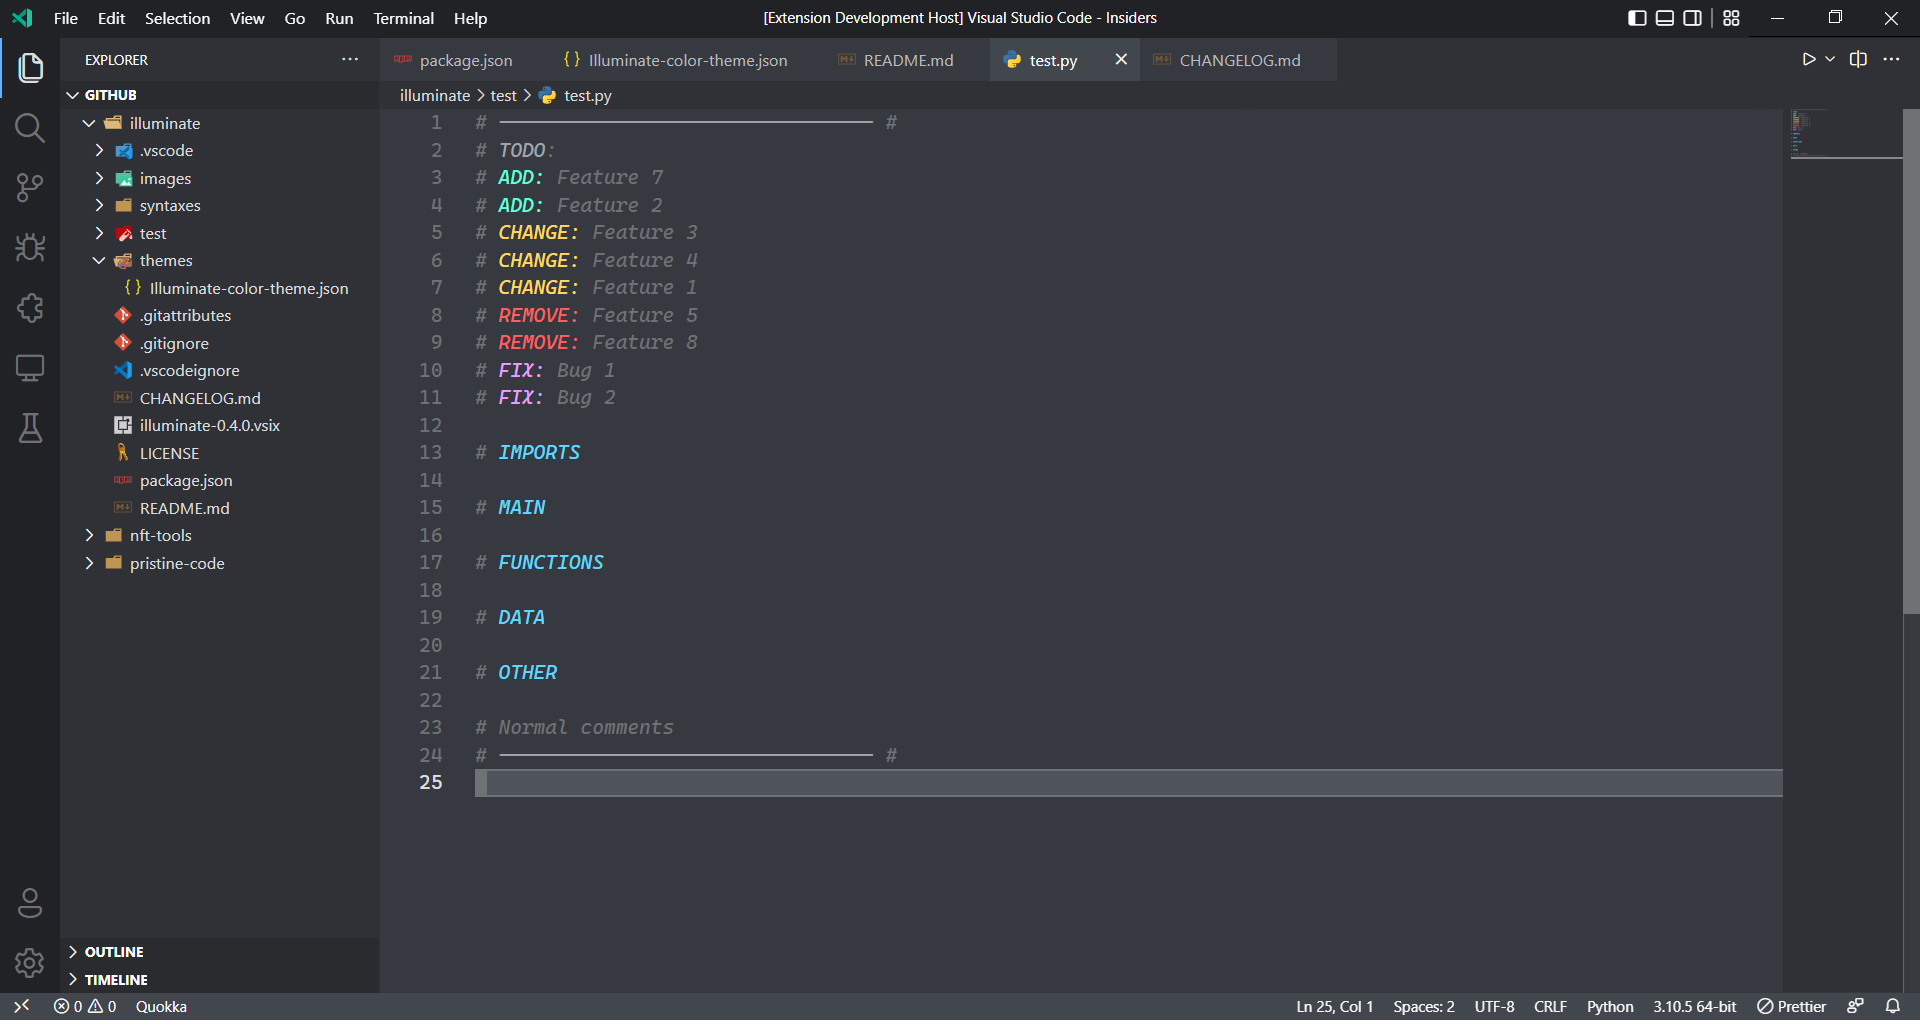 File Edit Selection View Go Run Terminal Help
[Extension Development Host] Visual Studio Code - Insiders
EXPLORER
GITHUB
illuminate
.vscode
images
syntaxes
test
themes
{} Illuminate-color-theme.json
.gitattributes
.gitignore
.vscodeignore
CHANGELOG.md
illuminate-0.4.0.vsix
LICENSE
package.json
README.md
nft-tools
pristine-code
OUTLINE
TIMELINE
package.json {} Illuminate-color-theme.json README.md test.py CHANGELOG.md
illuminate > test > test.py
1 # ──────────────────────────────── #
2 # TODO:
3 # ADD: Feature 7
4 # ADD: Feature 2
5 # CHANGE: Feature 3
6 # CHANGE: Feature 4
7 # CHANGE: Feature 1
8 # REMOVE: Feature 5
9 # REMOVE: Feature 8
10 # FIX: Bug 1
11 # FIX: Bug 2
12
13 # IMPORTS
14
15 # MAIN
16
17 # FUNCTIONS
18
19 # DATA
20
21 # OTHER
22
23 # Normal comments
24 # ──────────────────────────────── #
25
0 0 Quokka
Ln 25, Col 1 Spaces: 2 UTF-8 CRLF Python 3.10.5 64-bit Prettier